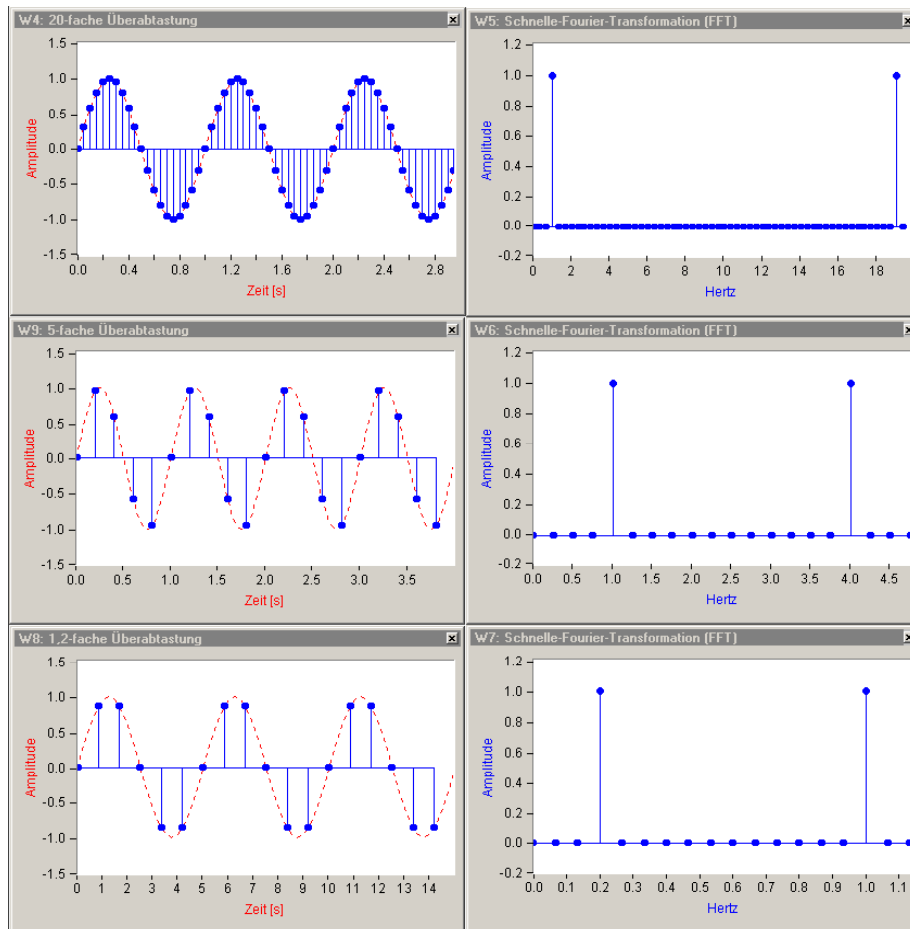 W4: 20-fache Überabtastung
Amplitude
1.5
1.0
0.5
0.0
-0.5
-1.0
-1.5
0.0 0.4 0.8 1.2 1.6 2.0 2.4 2.8
Zeit [s]
W5: Schnelle-Fourier-Transformation (FFT)
Amplitude
1.2
1.0
0.8
0.6
0.4
0.2
0.0
-0.2
0 2 4 6 8 10 12 14 16 18
Hertz
W9: 5-fache Überabtastung
Amplitude
1.5
1.0
0.5
0.0
-0.5
-1.0
-1.5
0.0 0.5 1.0 1.5 2.0 2.5 3.0 3.5
Zeit [s]
W6: Schnelle-Fourier-Transformation (FFT)
Amplitude
1.2
1.0
0.8
0.6
0.4
0.2
0.0
-0.2
0.0 0.5 1.0 1.5 2.0 2.5 3.0 3.5 4.0 4.5
Hertz
W8: 1,2-fache Überabtastung
Amplitude
1.5
1.0
0.5
0.0
-0.5
-1.0
-1.5
0 1 2 3 4 5 6 7 8 9 10 11 12 13 14
Zeit [s]
W7: Schnelle-Fourier-Transformation (FFT)
Amplitude
1.2
1.0
0.8
0.6
0.4
0.2
0.0
-0.2
0.0 0.1 0.2 0.3 0.4 0.5 0.6 0.7 0.8 0.9 1.0 1.1
Hertz